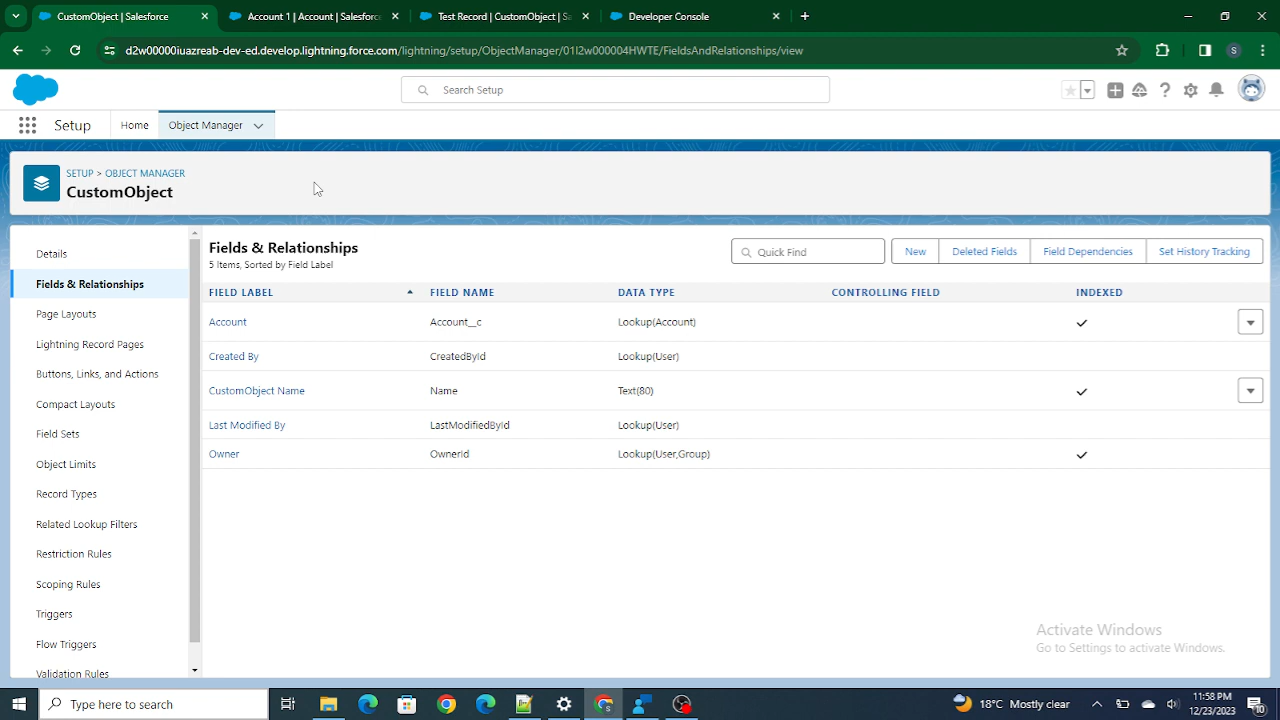 CustomObject | Salesforce
Account 1 | Account | Salesforc
Test Record | CustomObject | Sa
Developer Console
d2w00000iuazreab-dev-ed.develop.lightning.force.com/lightning/setup/ObjectManager/01I2w000004HWTE/FieldsAndRelationships/view
S
Search Setup
Setup
Home
Object Manager
SETUP > OBJECT MANAGER
CustomObject
Details
Fields & Relationships
Page Layouts
Lightning Record Pages
Buttons, Links, and Actions
Compact Layouts
Field Sets
Object Limits
Record Types
Related Lookup Filters
Restriction Rules
Scoping Rules
Triggers
Flow Triggers
Validation Rules
Fields & Relationships
5 Items, Sorted by Field Label
Quick Find
New
Deleted Fields
Field Dependencies
Set History Tracking
FIELD LABEL FIELD NAME DATA TYPE CONTROLLING FIELD INDEXED
Account Account__c Lookup(Account)
Created By CreatedById Lookup(User)
CustomObject Name Name Text(80)
Last Modified By LastModifiedById Lookup(User)
Owner OwnerId Lookup(User,Group)
Activate Windows
Go to Settings to activate Windows.
Type here to search
18°C Mostly clear
11:58 PM
12/23/2023
10